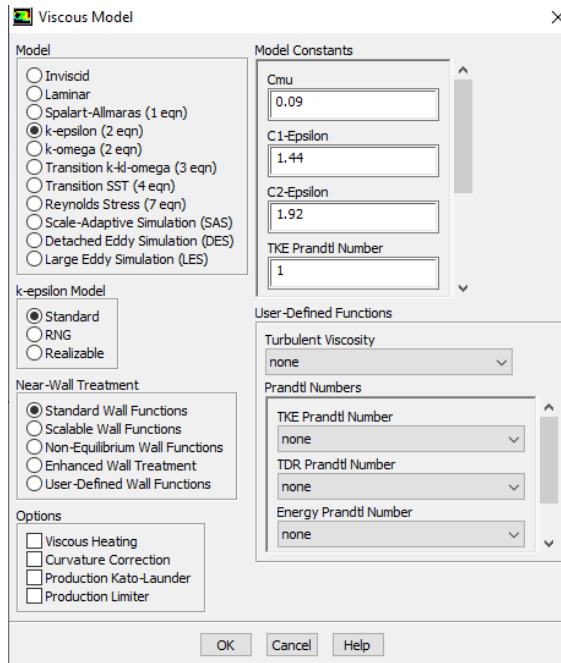 Viscous Model
Model
Inviscid
Laminar
Spalart-Allmaras (1 eqn)
k-epsilon (2 eqn)
k-omega (2 eqn)
Transition k-kl-omega (3 eqn)
Transition SST (4 eqn)
Reynolds Stress (7 eqn)
Scale-Adaptive Simulation (SAS)
Detached Eddy Simulation (DES)
Large Eddy Simulation (LES)
k-epsilon Model
Standard
RNG
Realizable
Near-Wall Treatment
Standard Wall Functions
Scalable Wall Functions
Non-Equilibrium Wall Functions
Enhanced Wall Treatment
User-Defined Wall Functions
Options
Viscous Heating
Curvature Correction
Production Kato-Launder
Production Limiter
Model Constants
Cmu
0.09
C1-Epsilon
1.44
C2-Epsilon
1.92
TKE Prandtl Number
1
User-Defined Functions
Turbulent Viscosity
none
Prandtl Numbers
TKE Prandtl Number
none
TDR Prandtl Number
none
Energy Prandtl Number
none
OK
Cancel
Help